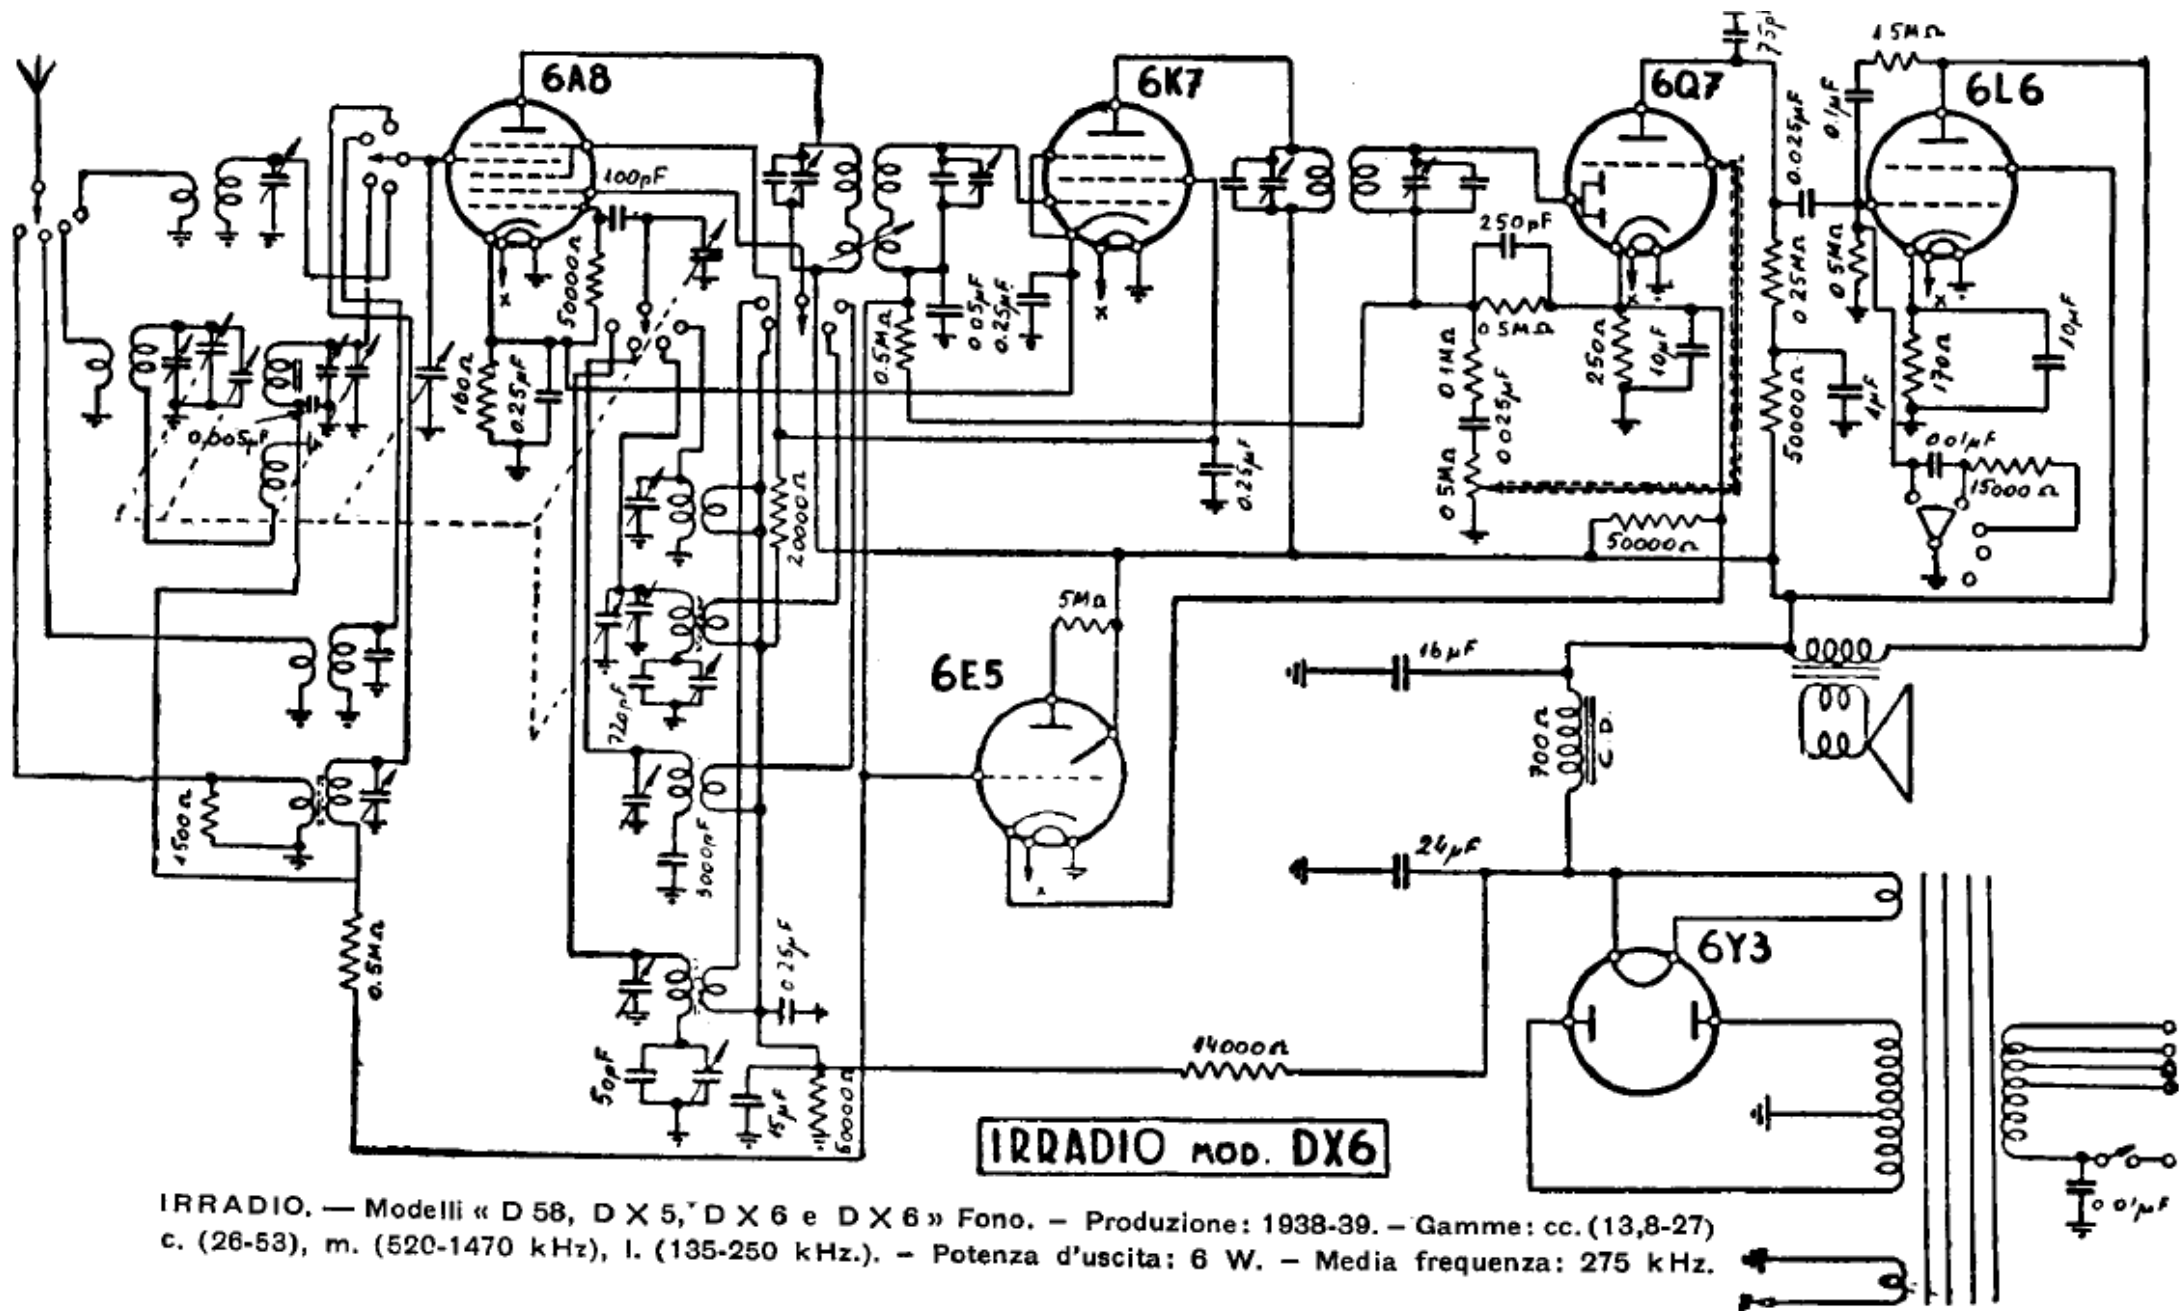 6A8
6K7
6Q7
6L6
75p
1.5MΩ
0.1µF
0.025µF
100pF
50000Ω
160Ω
0.25µF
0.5MΩ
0.05µF
0.25µF
250pF
0.5MΩ
0.1MΩ
0.025µF
0.5MΩ
250Ω
10µF
0.25MΩ
0.5MΩ
50000Ω
4µF
170Ω
10µF
0.01µF
15000Ω
0.005µF
0.25µF
20000Ω
50000Ω
5MΩ
6E5
16µF
700Ω
C.D.
24µF
720pF
3000pF
1500Ω
0.5MΩ
0.25µF
6Y3
14000Ω
50pF
15µF
60000Ω
0.01µF
x
x
x
x
x
IRRADIO MOD. DX6
IRRADIO. — Modelli « D 58, D X 5, D X 6 e D X 6 » Fono. – Produzione: 1938-39. – Gamme: cc. (13,8-27)
c. (26-53), m. (520-1470 kHz), l. (135-250 kHz.). – Potenza d'uscita: 6 W. – Media frequenza: 275 kHz.